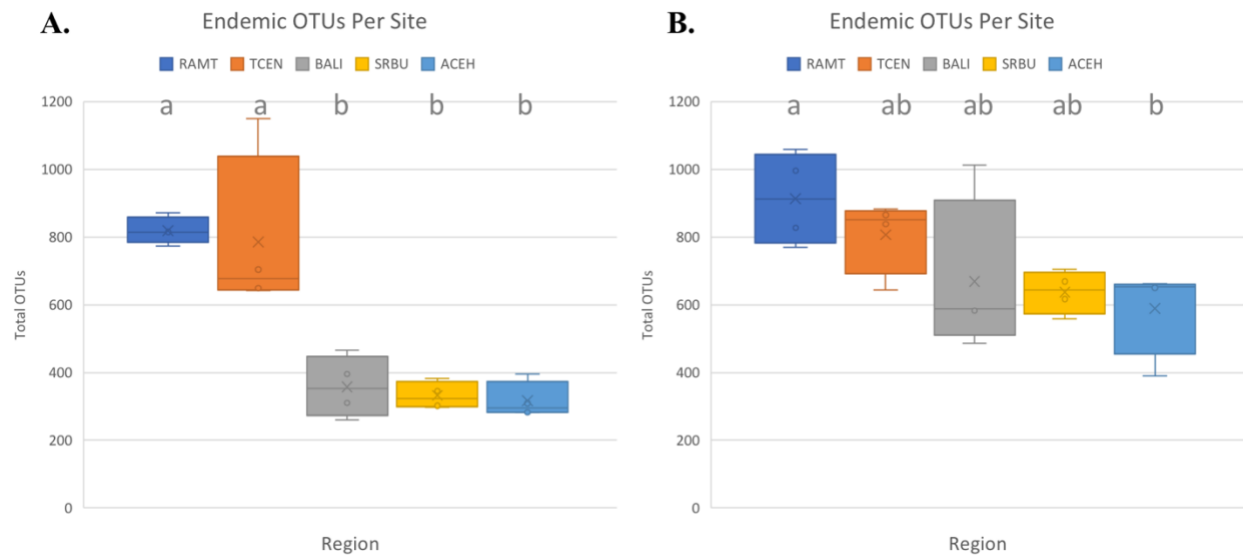 A.
Endemic OTUs Per Site
RAMT TCEN BALI SRBU ACEH
a a b b b
1200
1000
800
600
400
200
0
Total OTUs
Region
B.
Endemic OTUs Per Site
RAMT TCEN BALI SRBU ACEH
a ab ab ab b
1200
1000
800
600
400
200
0
Total OTUs
Region